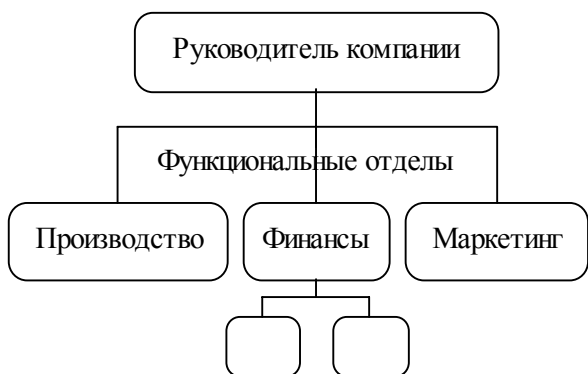 Руководитель компании
Функциональные отделы
Производство
Финансы
Маркетинг